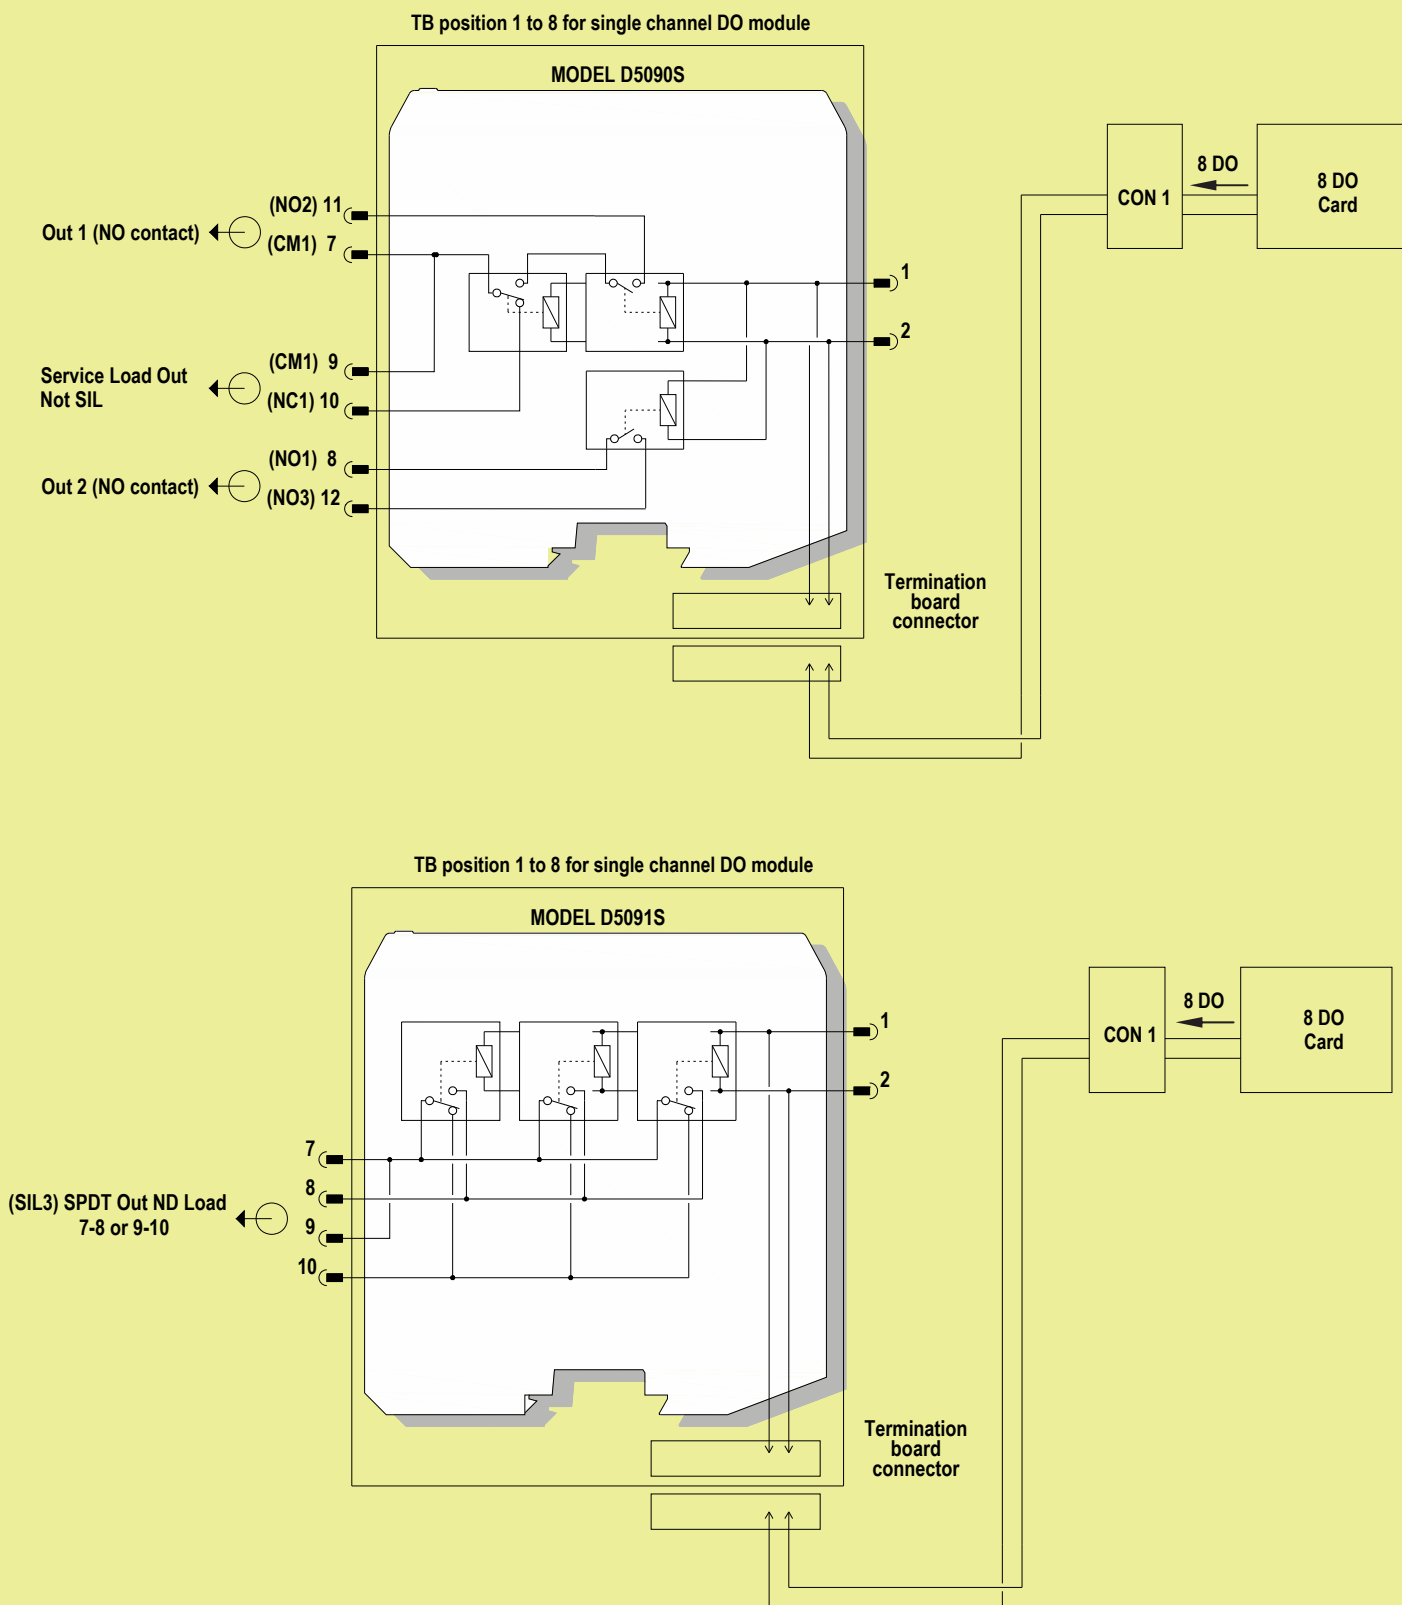 TB position 1 to 8 for single channel DO module
MODEL D5090S
8 DO
CON 1
8 DO
Card
(NO2) 11
Out 1 (NO contact)
(CM1) 7
1
2
(CM1) 9
Service Load Out
Not SIL
(NC1) 10
(NO1) 8
Out 2 (NO contact)
(NO3) 12
Termination
board
connector
TB position 1 to 8 for single channel DO module
MODEL D5091S
8 DO
CON 1
8 DO
Card
1
2
7
8
(SIL3) SPDT Out ND Load
7-8 or 9-10
9
10
Termination
board
connector